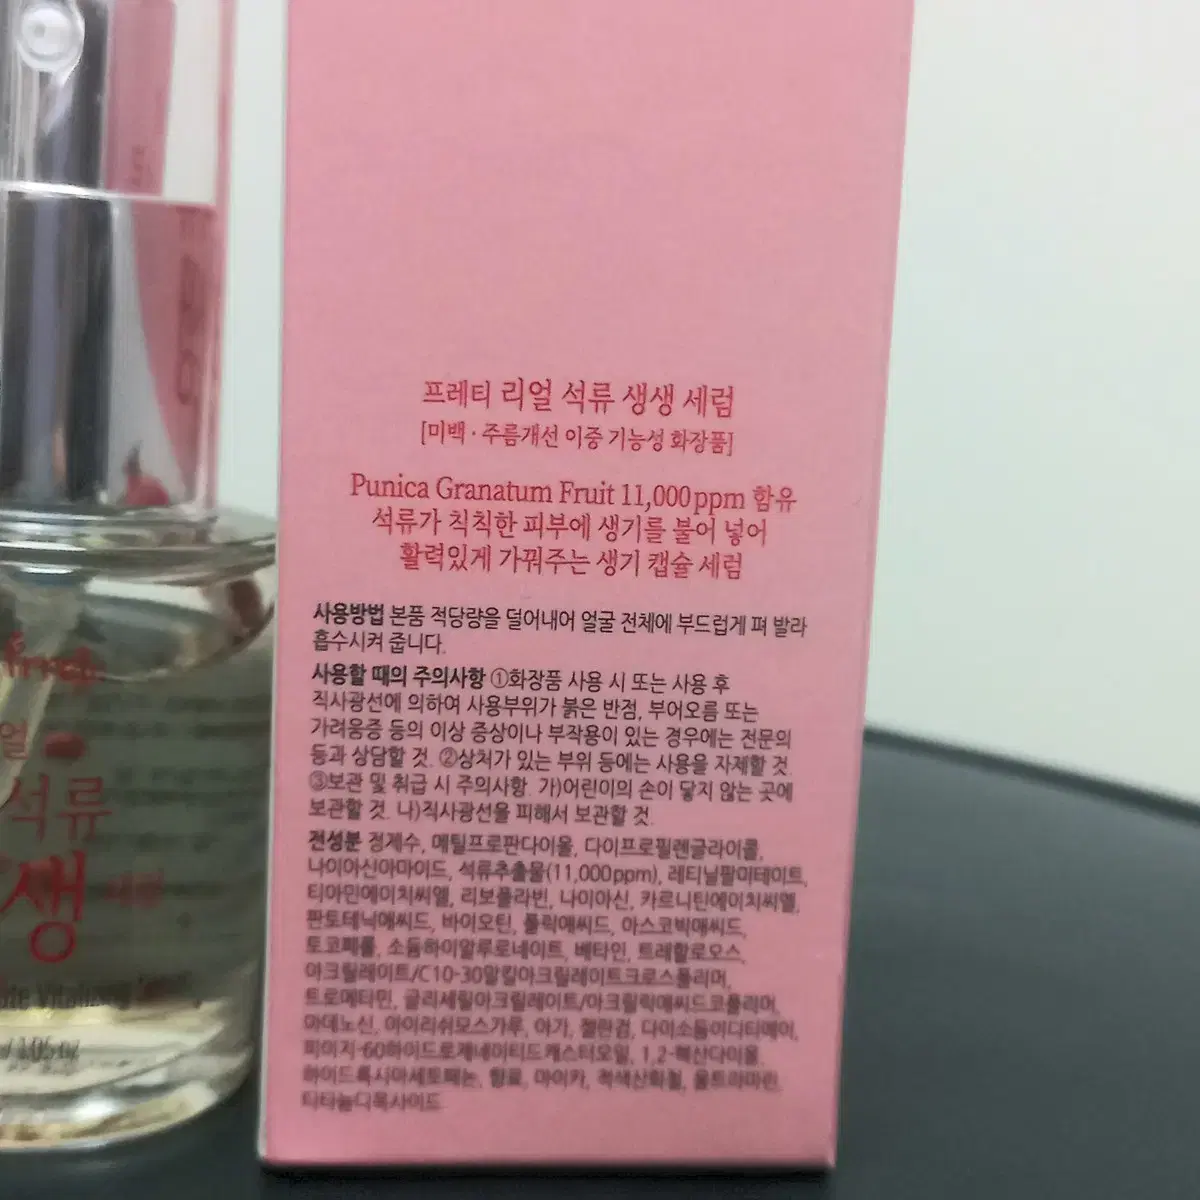 프레티 리얼 석류 생생 세럼
[미백 · 주름개선 이중 기능성 화장품]
Punica Granatum Fruit 11,000ppm 함유
석류가 칙칙한 피부에 생기를 불어 넣어
활력있게 가꿔주는 생기 캡슐 세럼
사용방법 본품 적당량을 덜어내어 얼굴 전체에 부드럽게 펴 발라
흡수시켜 줍니다.
사용할 때의 주의사항 ①화장품 사용 시 또는 사용 후
직사광선에 의하여 사용부위가 붉은 반점, 부어오름 또는
가려움증 등의 이상 증상이나 부작용이 있는 경우에는 전문의
등과 상담할 것. ②상처가 있는 부위 등에는 사용을 자제할 것.
③보관 및 취급 시 주의사항. 가)어린이의 손이 닿지 않는 곳에
보관할 것. 나)직사광선을 피해서 보관할 것.
전성분 정제수, 메틸프로판다이올, 다이프로필렌글라이콜,
나이아신아마이드, 석류추출물(11,000ppm), 레티닐팔미테이트,
티아민에이치씨엘, 리보플라빈, 나이아신, 카르니틴에이치씨엘,
판토테닉애씨드, 바이오틴, 폴릭애씨드, 아스코빅애씨드,
토코페롤, 소듐하이알루로네이트, 베타인, 트레할로오스,
아크릴레이트/C10-30알킬아크릴레이트크로스폴리머,
트로메타민, 글리세릴아크릴레이트/아크릴릭애씨드코폴리머,
아데노신, 아이리쉬모스가루, 아가, 젤란검, 다이소듐이디티에이,
피이지-60하이드로제네이티드캐스터오일, 1,2-헥산다이올,
하이드록시아세토페논, 향료, 마이카, 적색산화철, 울트라마린,
티타늄디옥사이드
얼
석류
생 세럼
Vitalizing
1.05 oz